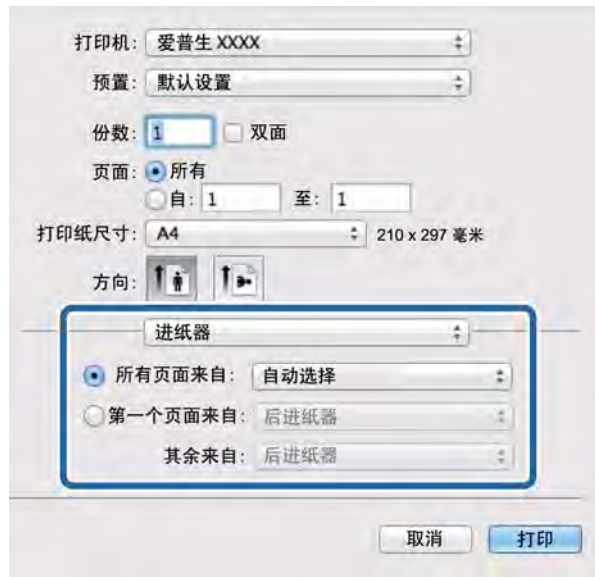 打印机: 爱普生 XXXX
预置: 默认设置
份数: 1 双面
页面: 所有
自: 1 至: 1
打印纸尺寸: A4 210 x 297 毫米
方向:
进纸器
所有页面来自: 自动选择
第一个页面来自: 后进纸器
其余来自: 后进纸器
取消 打印